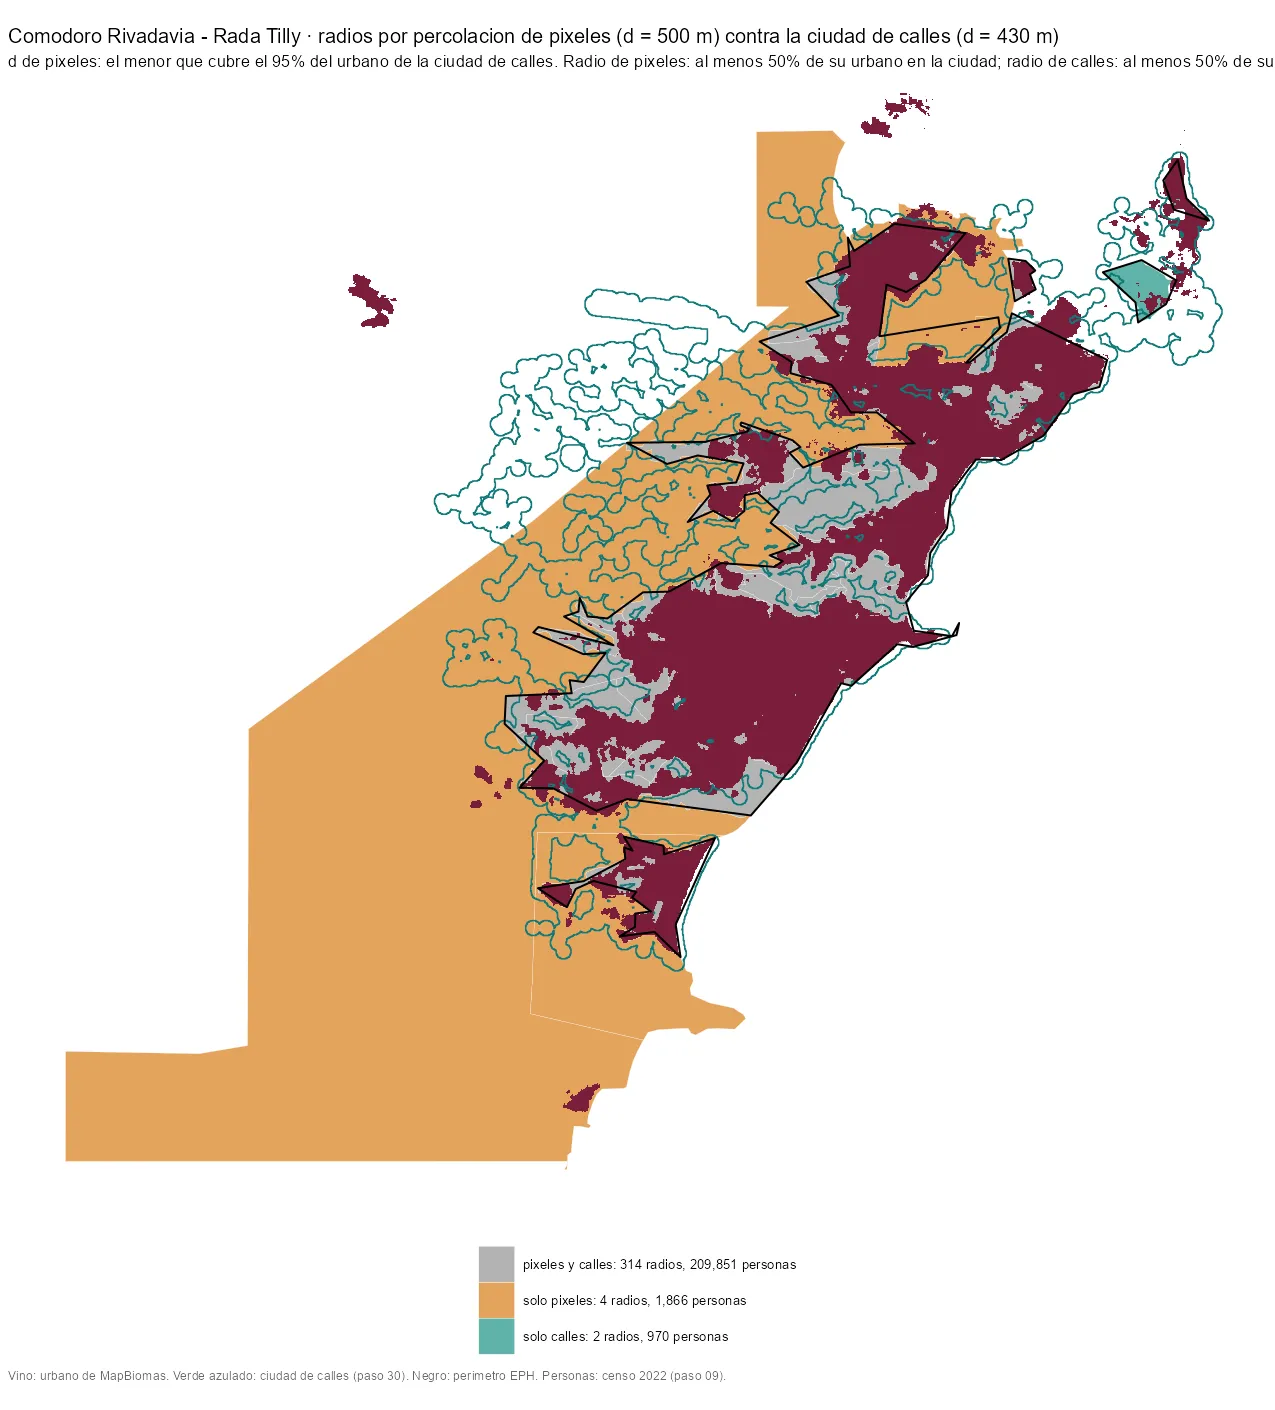 Comodoro Rivadavia - Rada Tilly · radios por percolacion de pixeles (d = 500 m) contra la ciudad de calles (d = 430 m)
d de pixeles: el menor que cubre el 95% del urbano de la ciudad de calles. Radio de pixeles: al menos 50% de su urbano en la ciudad; radio de calles: al menos 50% de su
pixeles y calles: 314 radios, 209,851 personas
solo pixeles: 4 radios, 1,866 personas
solo calles: 2 radios, 970 personas
Vino: urbano de MapBiomas. Verde azulado: ciudad de calles (paso 30). Negro: perimetro EPH. Personas: censo 2022 (paso 09).